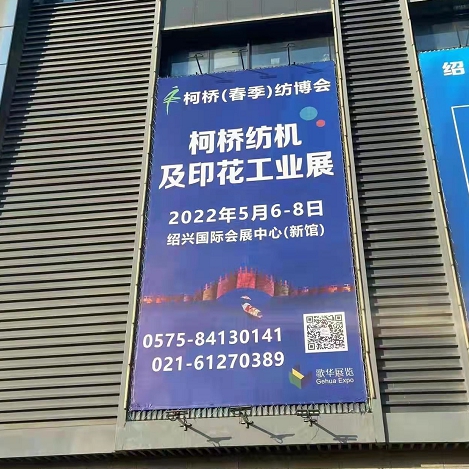 柯桥(春季)纺博会
柯桥纺机
及印花工业展
2022年5月6-8日
绍兴国际会展中心(新馆)
0575-84130141
021-61270389
歌华展览
Gehua Expo
绍